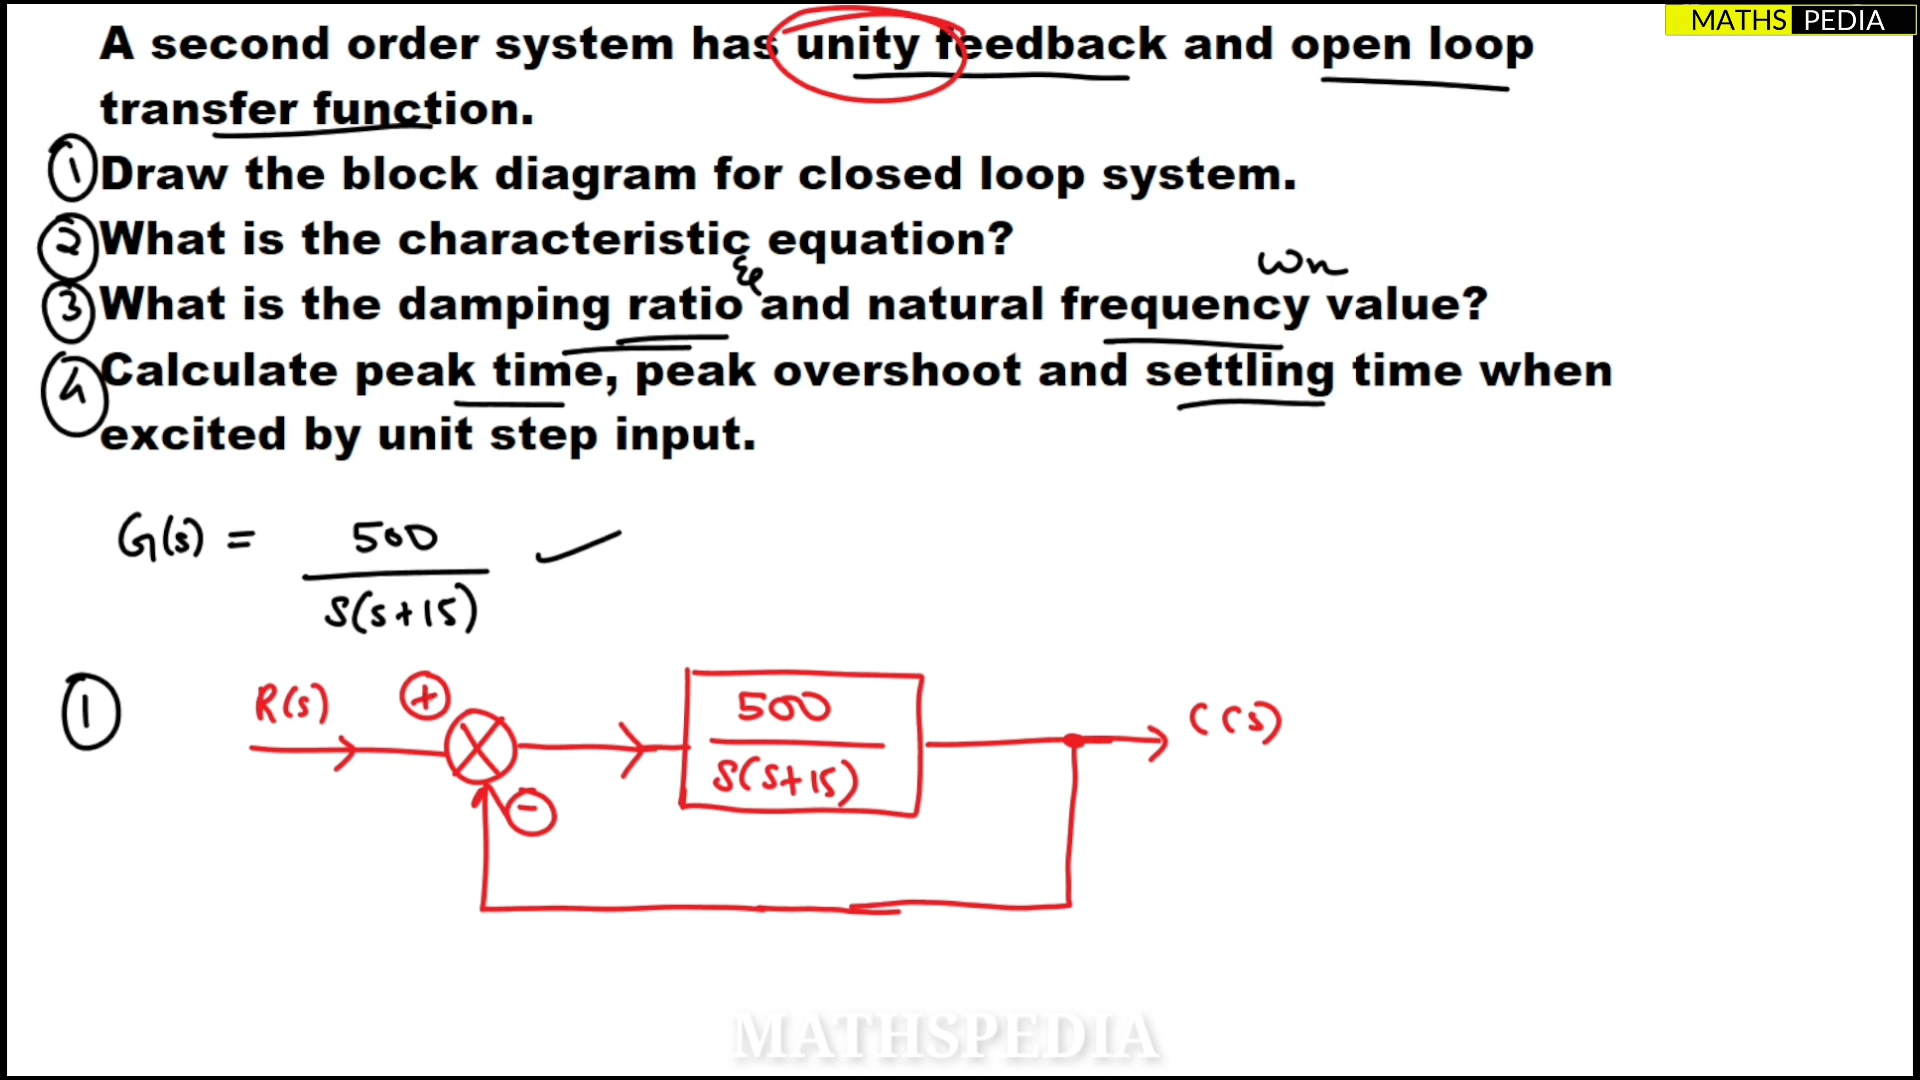 MATHS PEDIA
A second order system has unity feedback and open loop
transfer function.
① Draw the block diagram for closed loop system.
② What is the characteristic equation?
ξ ωn
③ What is the damping ratio and natural frequency value?
④ Calculate peak time, peak overshoot and settling time when
excited by unit step input.
G(s) = 500
S(s+15)
① R(s) + 500 C(s)
S(s+15)
−
MATHSPEDIA